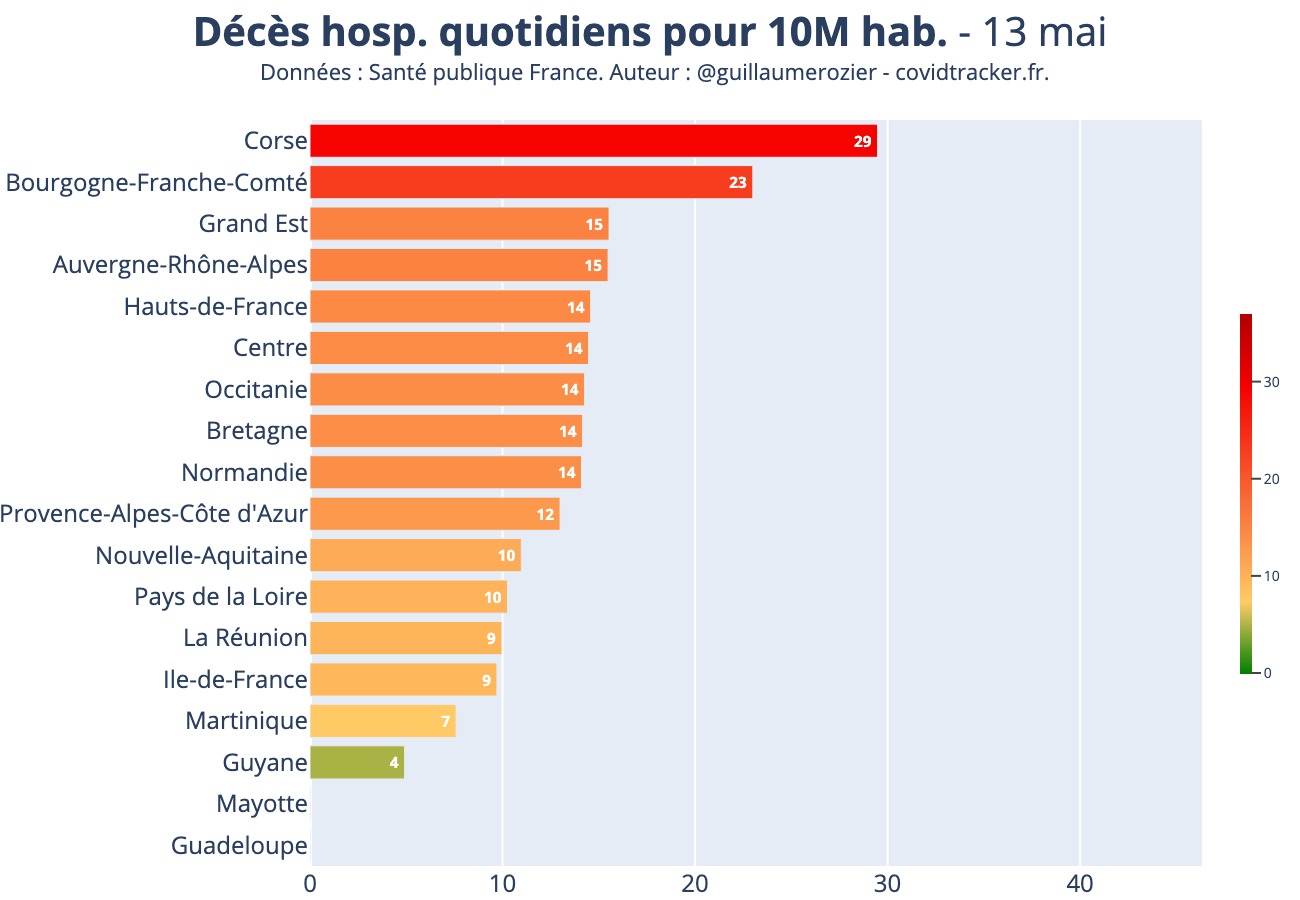 Décès hosp. quotidiens pour 10M hab. - 13 mai
Données : Santé publique France. Auteur : @guillaumerozier - covidtracker.fr.
Corse 29
Bourgogne-Franche-Comté 23
Grand Est 15
Auvergne-Rhône-Alpes 15
Hauts-de-France 14
Centre 14
Occitanie 14
Bretagne 14
Normandie 14
Provence-Alpes-Côte d'Azur 12
Nouvelle-Aquitaine 10
Pays de la Loire 10
La Réunion 9
Ile-de-France 9
Martinique 7
Guyane 4
Mayotte
Guadeloupe
0 10 20 30 40
30
20
10
0